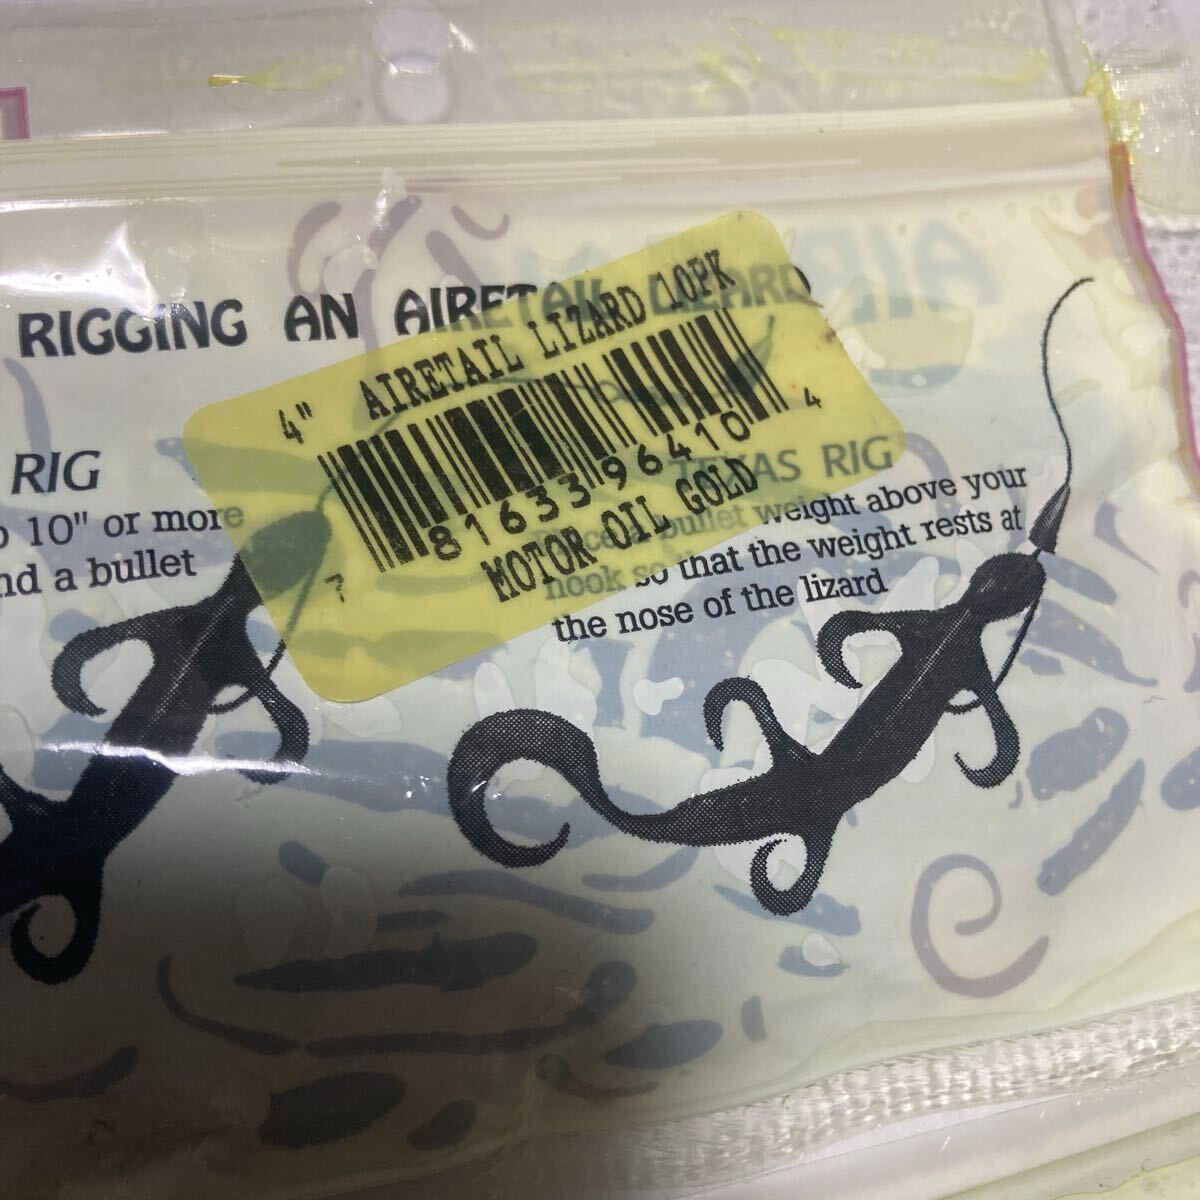 RIGGING AN AIRETAIL LIZARD
4" AIRETAIL LIZARD 10PK
7 81633 96410 4
MOTOR OIL GOLD
RIG
10" or more
a bullet
TEXAS RIG
a bullet weight above your
hook so that the weight rests at
the nose of the lizard